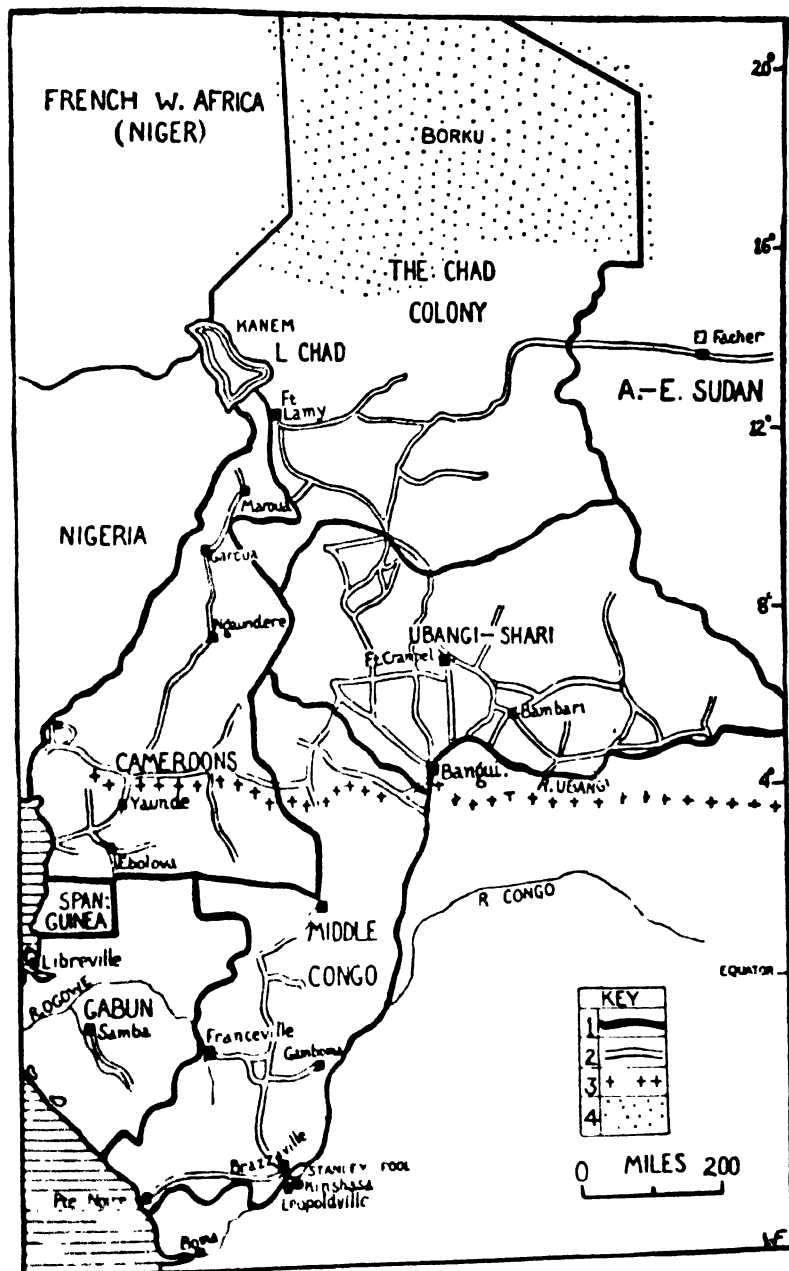 20°
FRENCH W. AFRICA
(NIGER)
BORKU
16°
THE CHAD
COLONY
KANEM
L CHAD
El Facher
Ft
Lamy
A.-E. SUDAN
12°
Maroua
NIGERIA
Garoua
8°
Ngaundere
UBANGI-SHARI
Ft Crampel
Bambari
CAMEROONS
Bangui.
R. UBANGI
4°
Yaunde
Ebolowa
SPAN:
GUINEA
R CONGO
MIDDLE
CONGO
Libreville
EQUATOR
R. OGOWE
GABUN
Samba
Franceville
Gamboma
KEY
1
2
3
4
Brazzaville
STANLEY POOL
Kinshasa
Leopoldville
MILES
0 200
Pte Noire
Boma